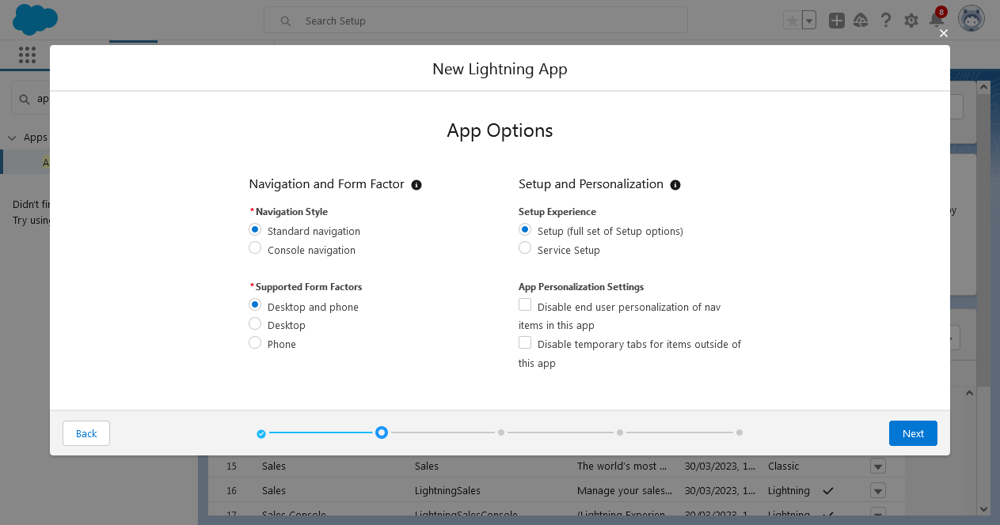 Search Setup
8
New Lightning App
ap
App Options
Apps
A
Navigation and Form Factor
Setup and Personalization
Didn't fi
Try using
*Navigation Style
Setup Experience
Standard navigation
Setup (full set of Setup options)
Console navigation
Service Setup
*Supported Form Factors
App Personalization Settings
Desktop and phone
Disable end user personalization of nav
items in this app
Desktop
Phone
Disable temporary tabs for items outside of
this app
Back
Next
15 Sales Sales The world's most ... 30/03/2023, 1... Classic
16 Sales LightningSales Manage your sales... 30/03/2023, 1... Lightning
17 Sales Console LightningSalesConsole (Lightning Experien... 30/03/2023, 1... Lightning